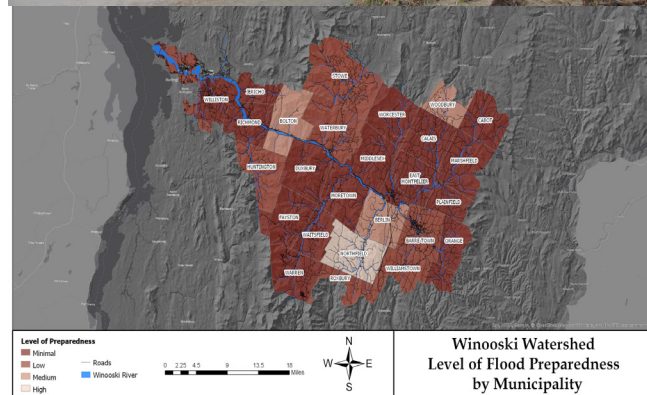 STOWE
WOODBURY
WORCESTER
CABOT
JERICHO
WILLISTON
BOLTON
RICHMOND
WATERBURY
CALAIS
MIDDLESEX
MARSHFIELD
HUNTINGTON
DUXBURY
EAST
MONTPELIER
PLAINFIELD
MORETOWN
FAYSTON
BERLIN
WAITSFIELD
BARRE TOWN
ORANGE
NORTHFIELD
WILLIAMSTOWN
WARREN
ROXBURY
Level of Preparedness
Minimal
Low
Medium
High
Roads
Winooski River
0 2.25 4.5 9 13.5 18
Miles
N
W E
S
Winooski Watershed
Level of Flood Preparedness
by Municipality